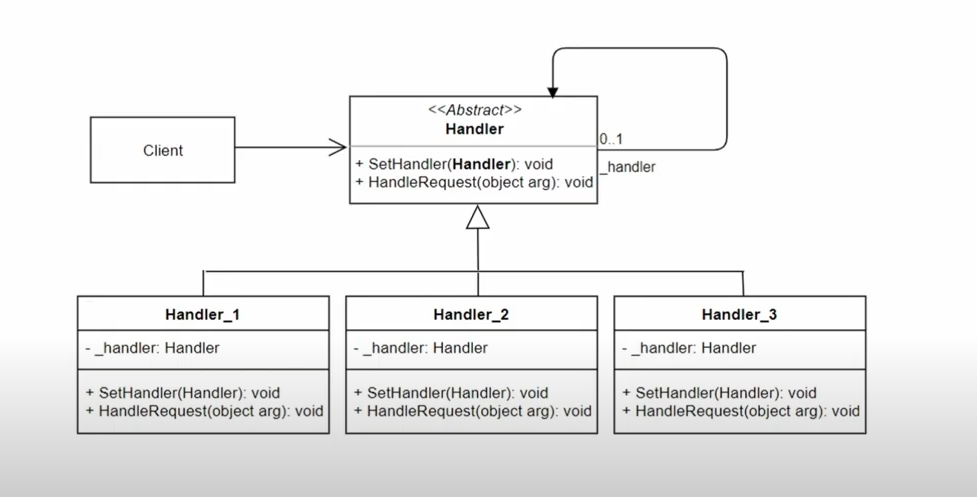 <<Abstract>>
Handler
Client
+ SetHandler(Handler): void
+ HandleRequest(object arg): void
0..1
_handler
Handler_1
- _handler: Handler
+ SetHandler(Handler): void
+ HandleRequest(object arg): void
Handler_2
- _handler: Handler
+ SetHandler(Handler): void
+ HandleRequest(object arg): void
Handler_3
- _handler: Handler
+ SetHandler(Handler): void
+ HandleRequest(object arg): void